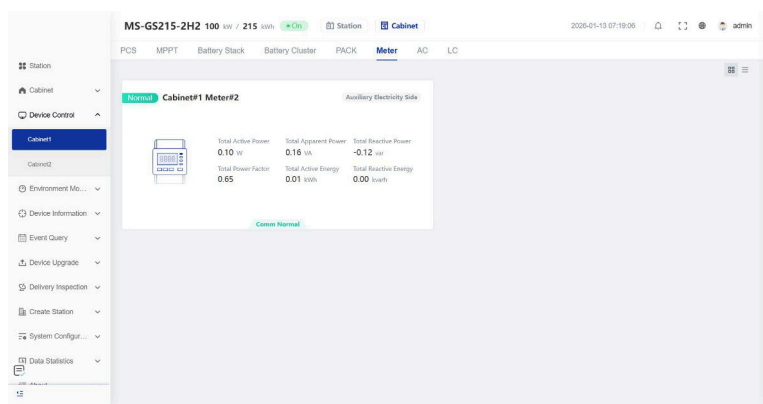 MS-GS215-2H2 100 kW / 215 kWh On Station Cabinet 2026-01-13 07:19:06 admin
PCS MPPT Battery Stack Battery Cluster PACK Meter AC LC
Station
Cabinet
Device Control
Cabinet1
Cabinet2
Environment Mo...
Device Information
Event Query
Device Upgrade
Delivery Inspection
Create Station
System Configur...
Data Statistics
Normal Cabinet#1 Meter#2 Auxiliary Electricity Side
Total Active Power Total Apparent Power Total Reactive Power
0.10 W 0.16 VA -0.12 var
Total Power Factor Total Active Energy Total Reactive Energy
0.65 0.01 kWh 0.00 kvarh
Comm Normal